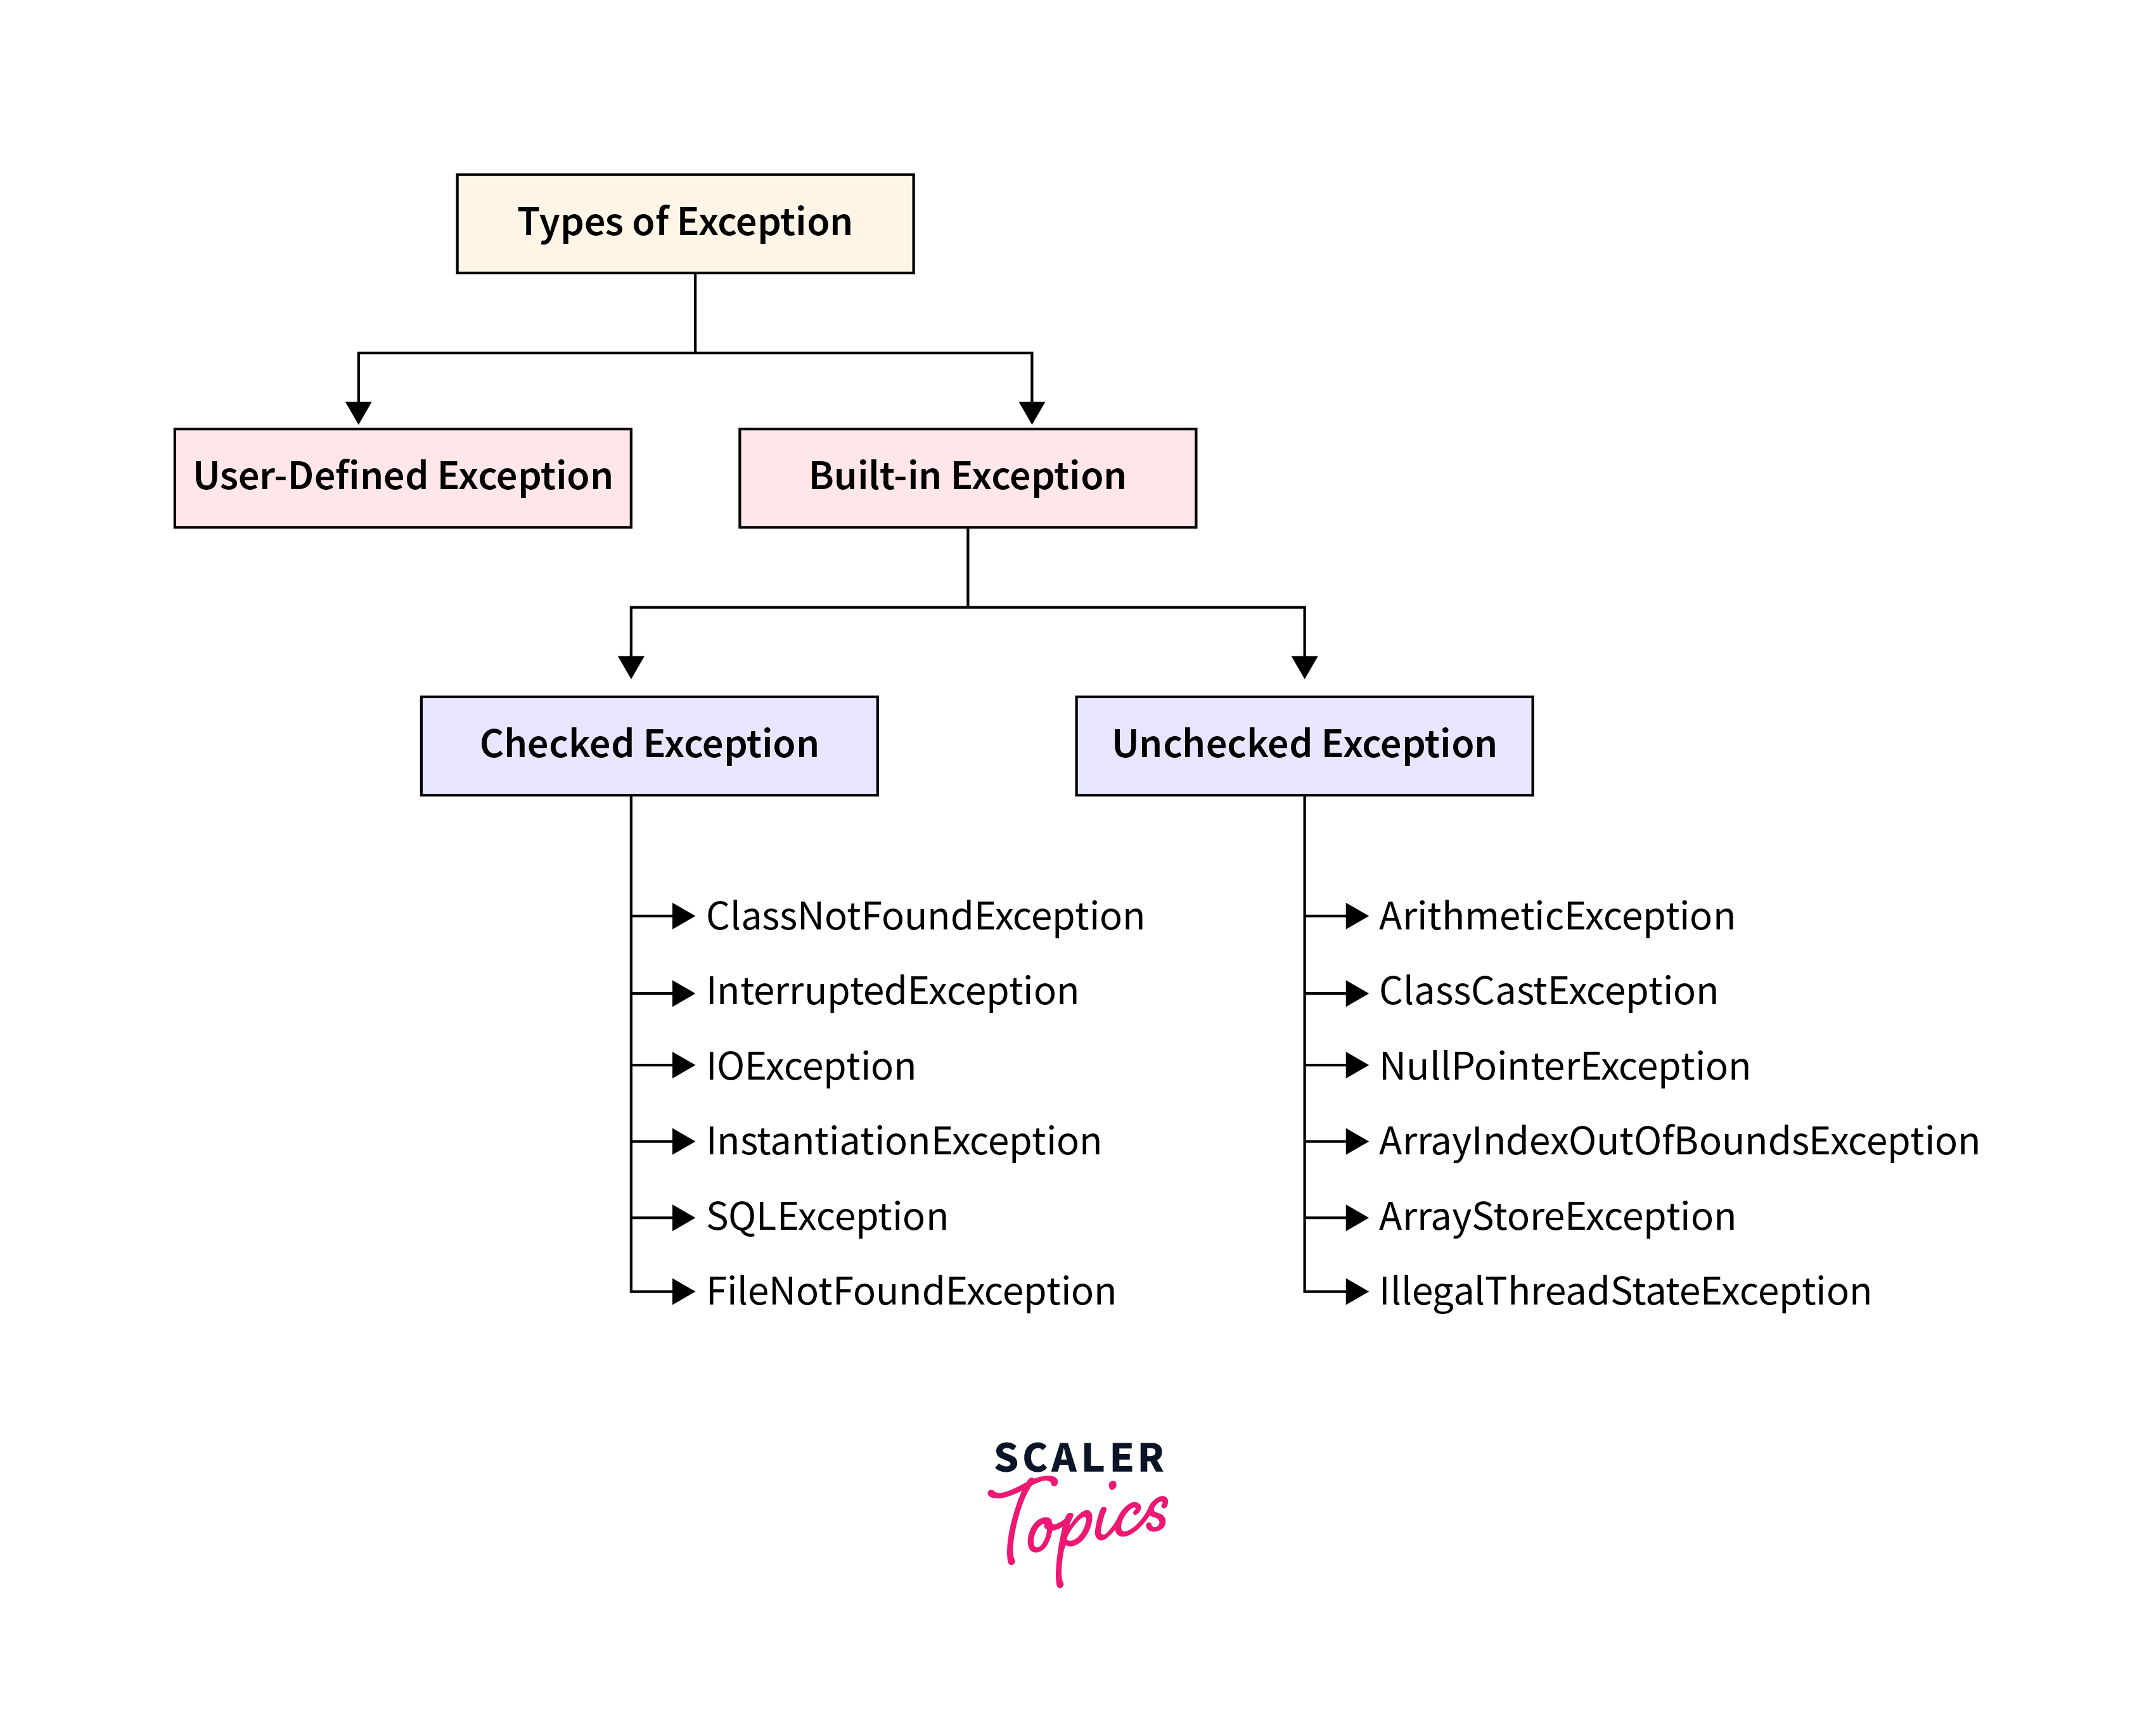 Types of Exception
User-Defined Exception
Built-in Exception
Checked Exception
Unchecked Exception
ClassNotFoundException
InterruptedException
IOException
InstantiationException
SQLException
FileNotFoundException
ArithmeticException
ClassCastException
NullPointerException
ArrayIndexOutOfBoundsException
ArrayStoreException
IllegalThreadStateException
SCALER
Topics